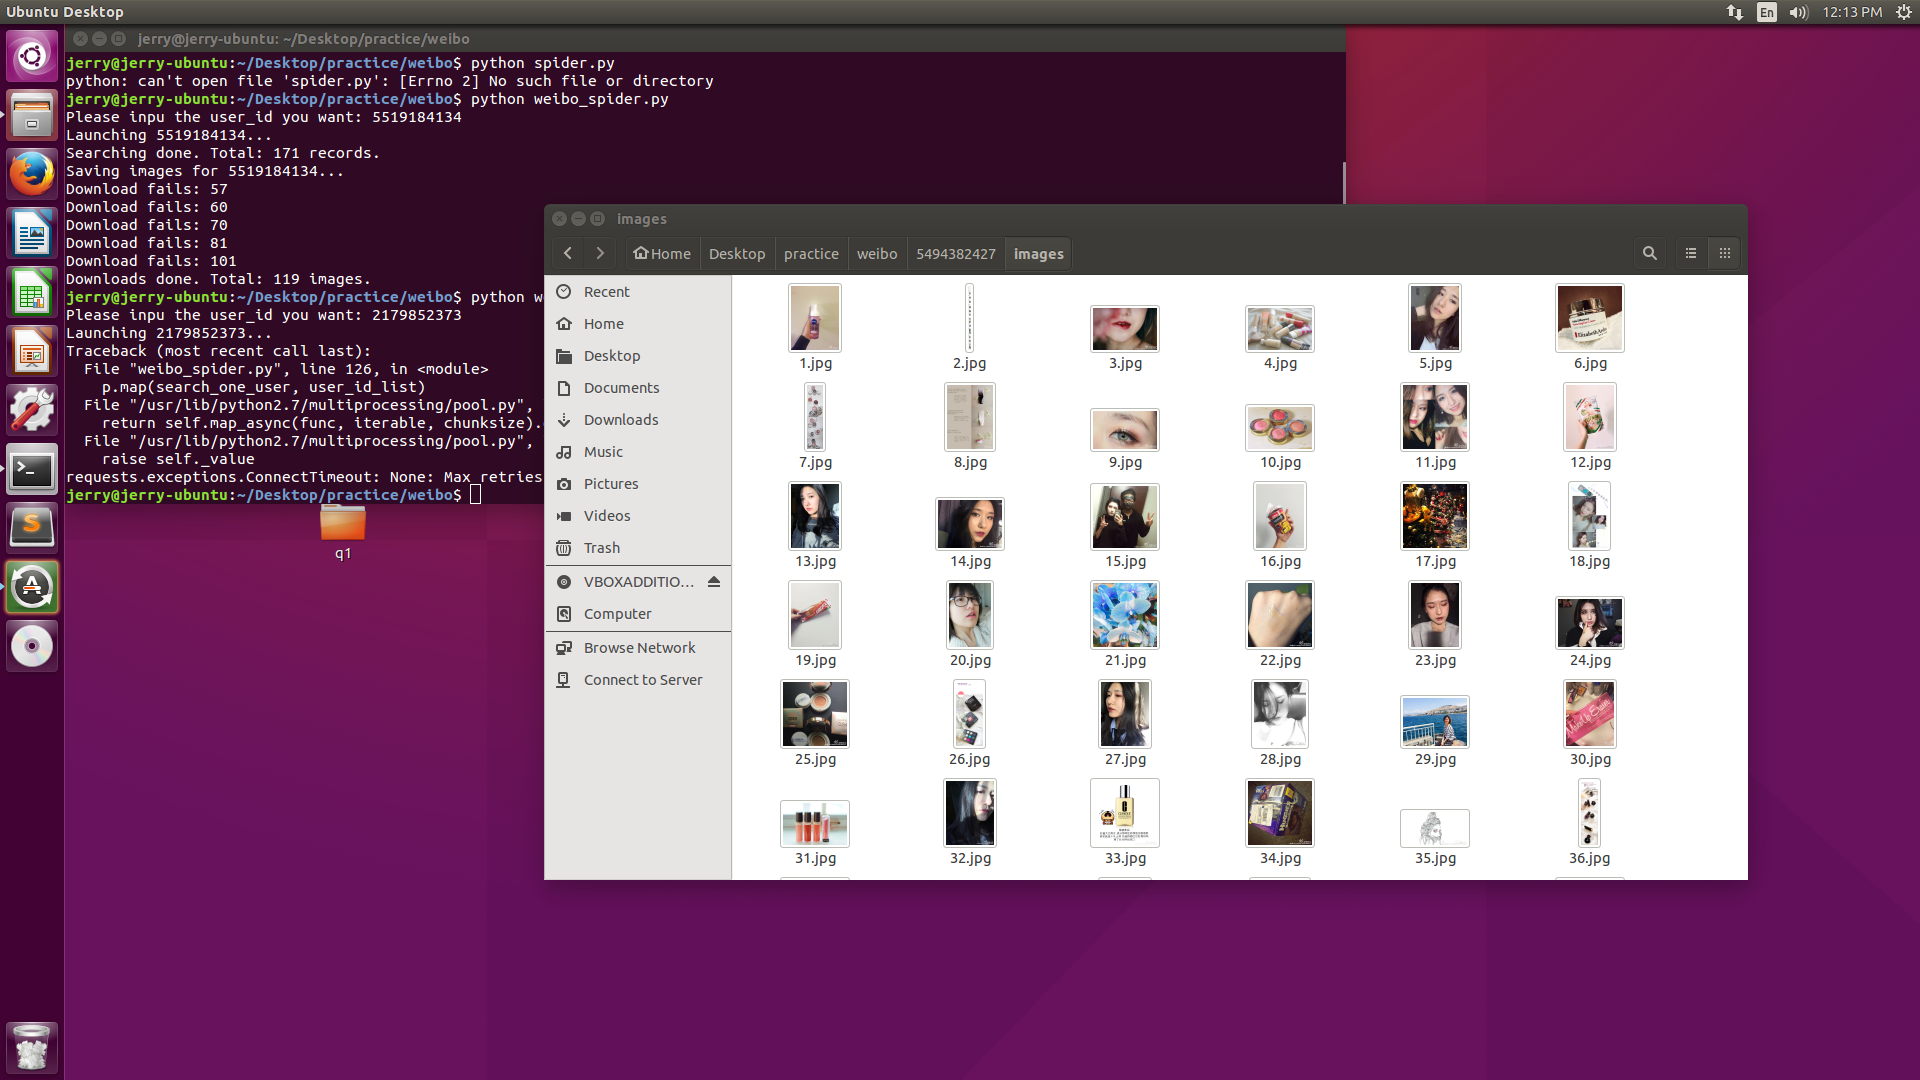 Ubuntu Desktop
En
12:13 PM
jerry@jerry-ubuntu: ~/Desktop/practice/weibo
jerry@jerry-ubuntu:~/Desktop/practice/weibo$ python spider.py
python: can't open file 'spider.py': [Errno 2] No such file or directory
jerry@jerry-ubuntu:~/Desktop/practice/weibo$ python weibo_spider.py
Please inpu the user_id you want: 5519184134
Launching 5519184134...
Searching done. Total: 171 records.
Saving images for 5519184134...
Download fails: 57
Download fails: 60
Download fails: 70
Download fails: 81
Download fails: 101
Downloads done. Total: 119 images.
jerry@jerry-ubuntu:~/Desktop/practice/weibo$ python w
Please inpu the user_id you want: 2179852373
Launching 2179852373...
Traceback (most recent call last):
File "weibo_spider.py", line 126, in <module>
p.map(search_one_user, user_id_list)
File "/usr/lib/python2.7/multiprocessing/pool.py",
return self.map_async(func, iterable, chunksize).
File "/usr/lib/python2.7/multiprocessing/pool.py",
raise self._value
requests.exceptions.ConnectTimeout: None: Max retries
jerry@jerry-ubuntu:~/Desktop/practice/weibo$
q1
images
Home Desktop practice weibo 5494382427 images
Recent
Home
Desktop
Documents
Downloads
Music
Pictures
Videos
Trash
VBOXADDITIO...
Computer
Browse Network
Connect to Server
1.jpg 2.jpg 3.jpg 4.jpg 5.jpg 6.jpg
7.jpg 8.jpg 9.jpg 10.jpg 11.jpg 12.jpg
13.jpg 14.jpg 15.jpg 16.jpg 17.jpg 18.jpg
19.jpg 20.jpg 21.jpg 22.jpg 23.jpg 24.jpg
25.jpg 26.jpg 27.jpg 28.jpg 29.jpg 30.jpg
31.jpg 32.jpg 33.jpg 34.jpg 35.jpg 36.jpg